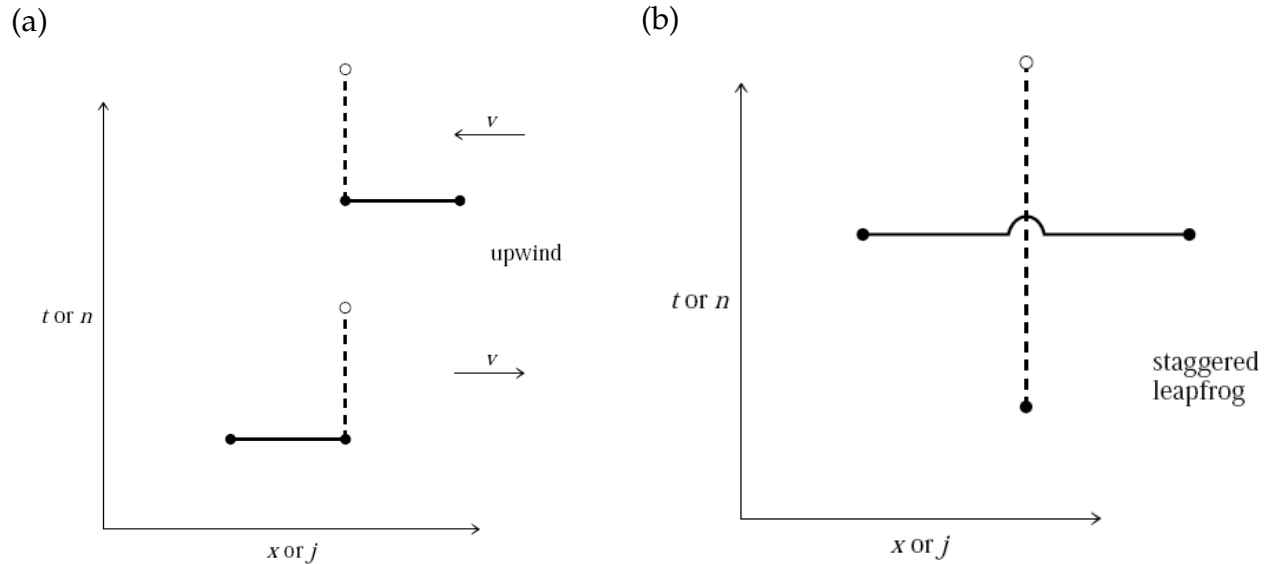 (a)
v
upwind
t or n
v
x or j
(b)
t or n
staggered
leapfrog
x or j